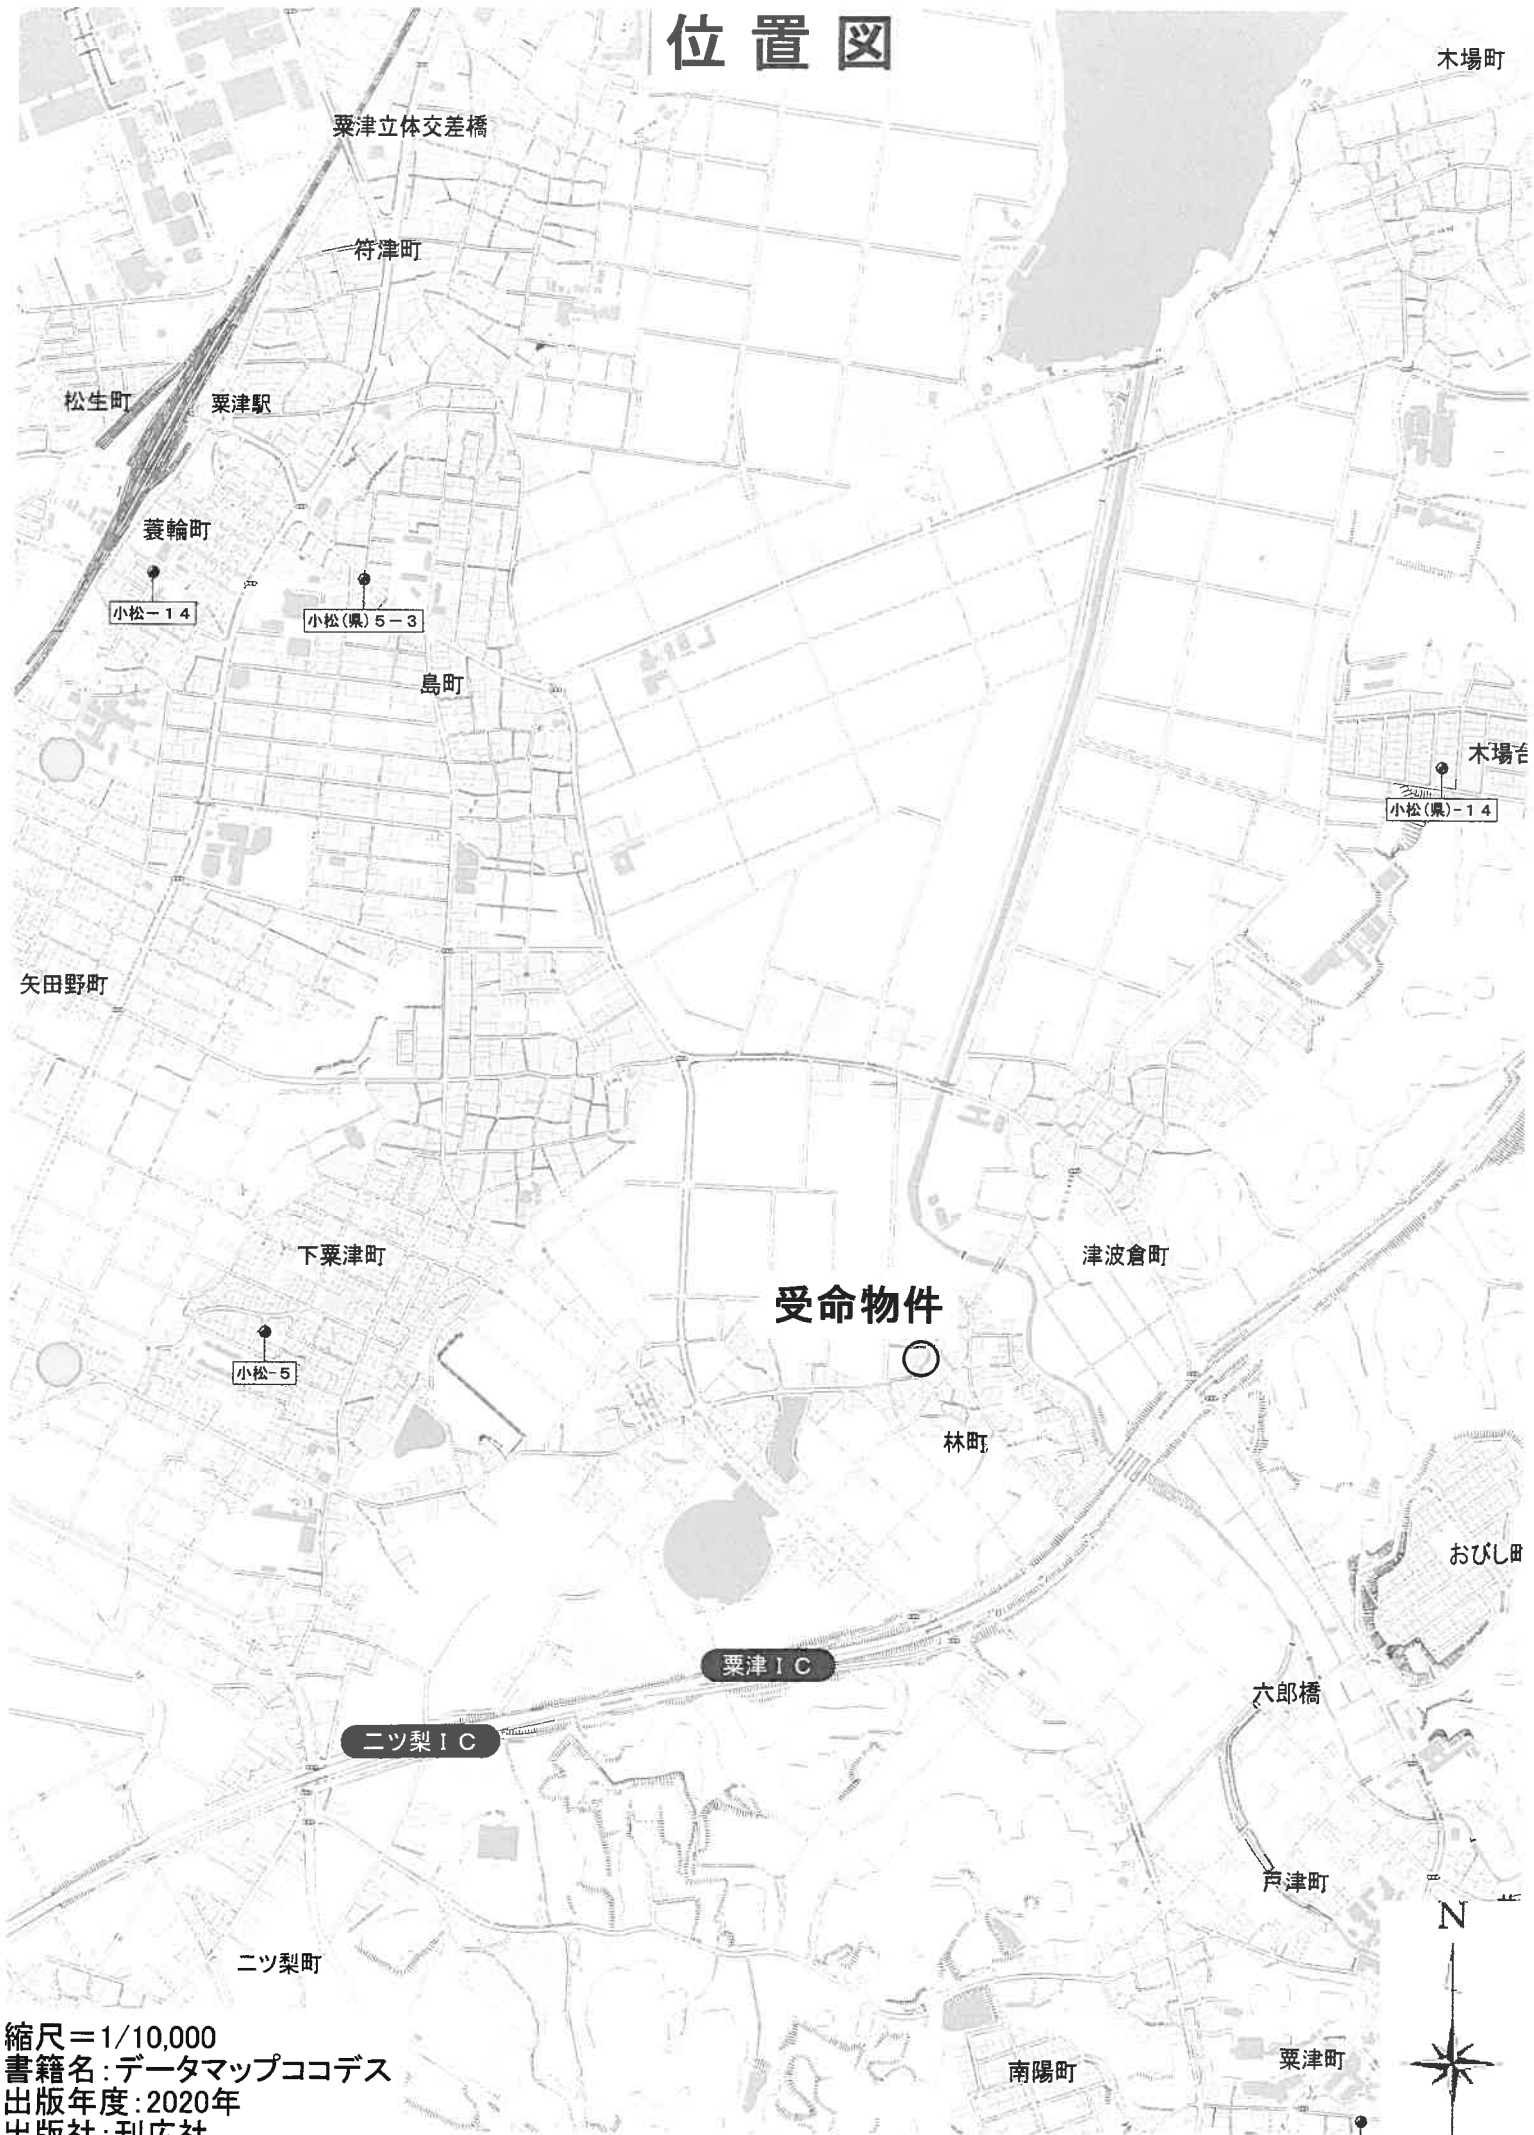 位置図
木場町
粟津立体交差橋
符津町
松生町
粟津駅
蓑輪町
小松－14
小松(県)5－3
島町
木場台
小松(県)-14
矢田野町
下粟津町
津波倉町
受命物件
小松-5
林町
おびし町
粟津IC
六郎橋
二ツ梨IC
戸津町
N
二ツ梨町
縮尺＝1/10,000
書籍名：データマップココデス
出版年度：2020年
出版社：刊広社
南陽町
粟津町